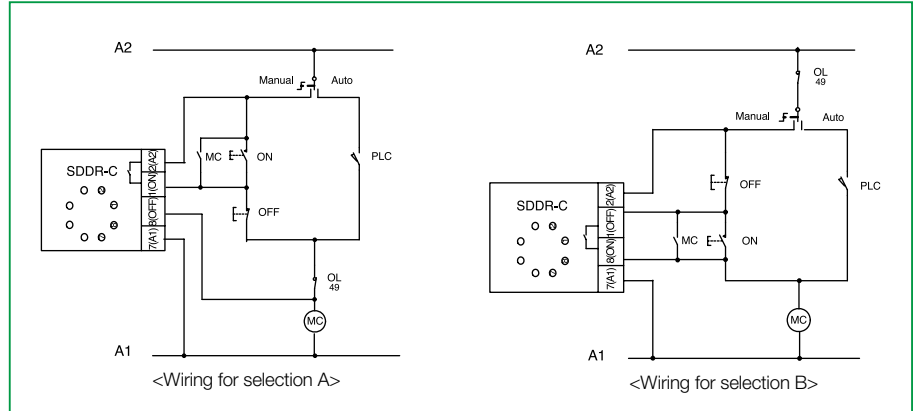 A2
Manual
Auto
SDDR-C
2(A2)
1(ON)
8(OFF)
7(A1)
MC
ON
OFF
PLC
OL
49
MC
A1
<Wiring for selection A>
A2
OL
49
Manual
Auto
SDDR-C
2(A2)
1(OFF)
8(ON)
7(A1)
OFF
MC
ON
PLC
MC
A1
<Wiring for selection B>